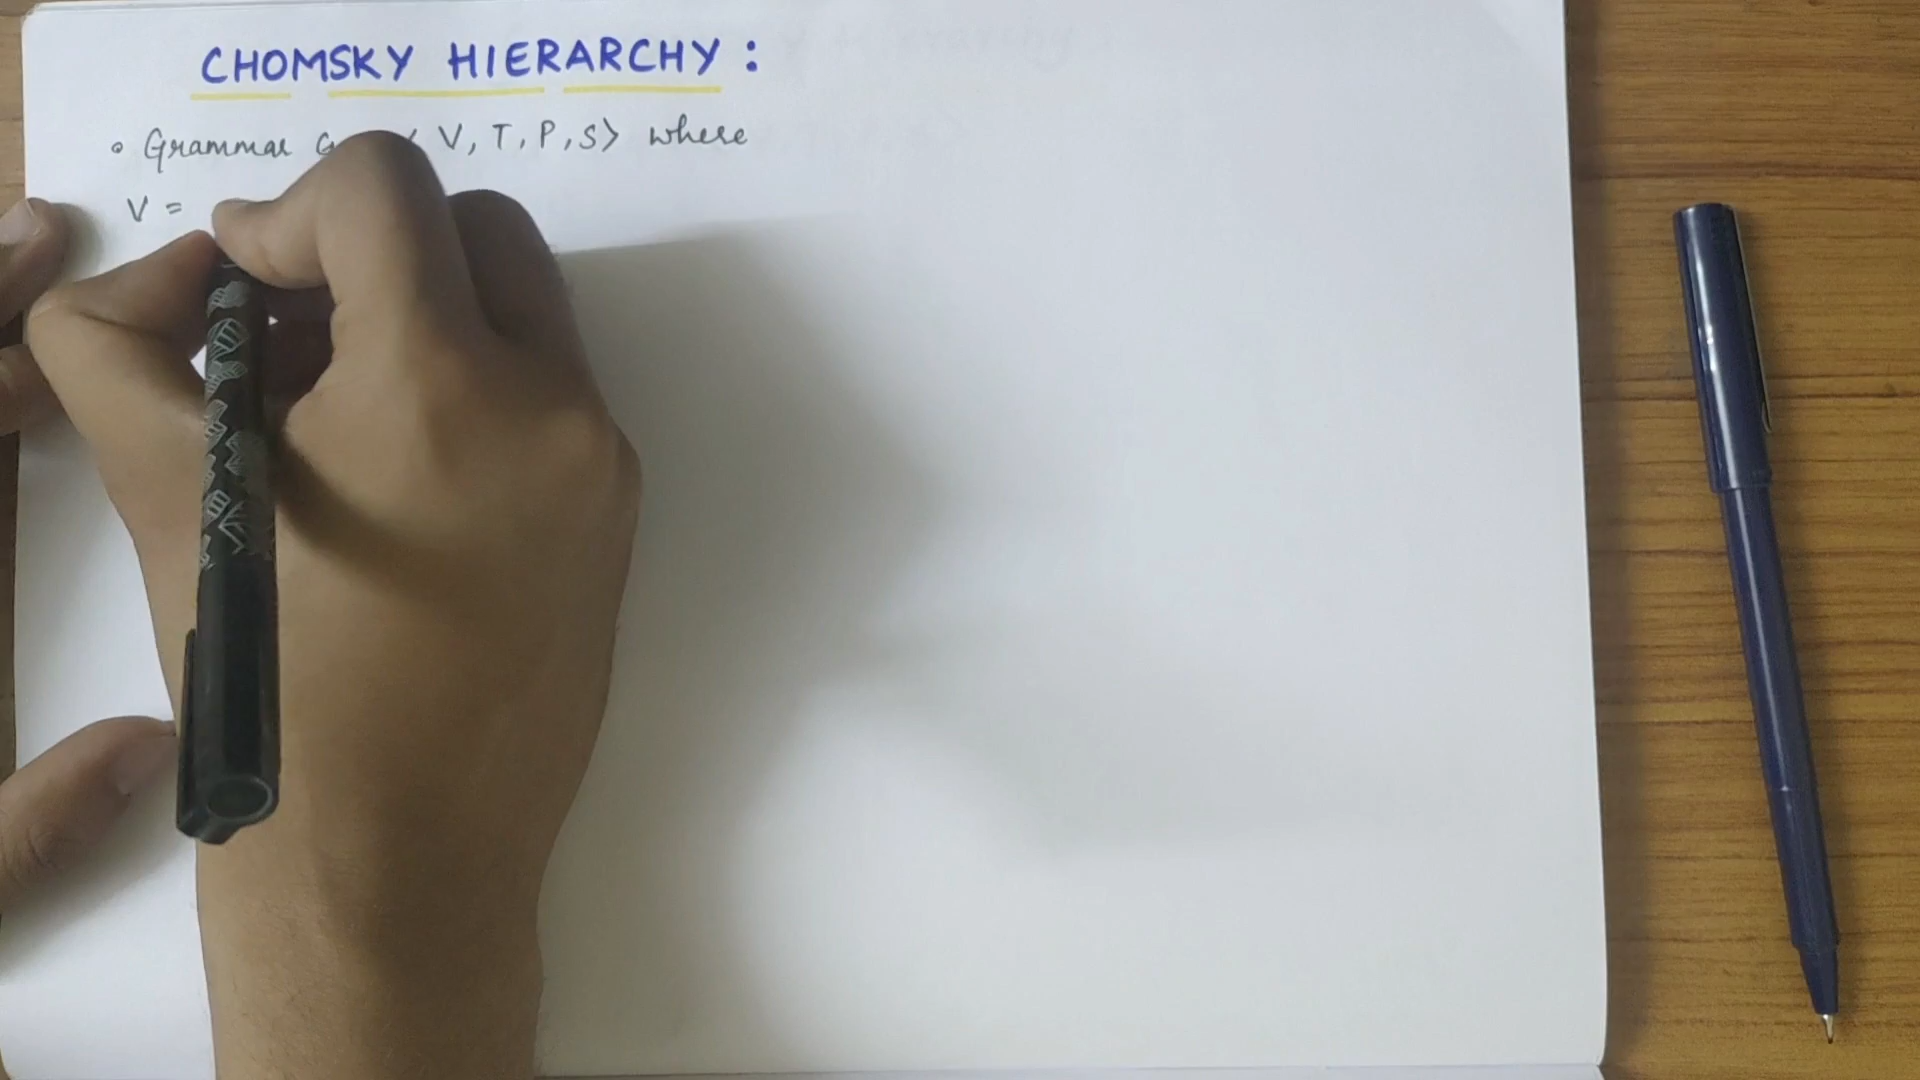 CHOMSKY HIERARCHY :
• Grammar G V, T, P, S> where
V =